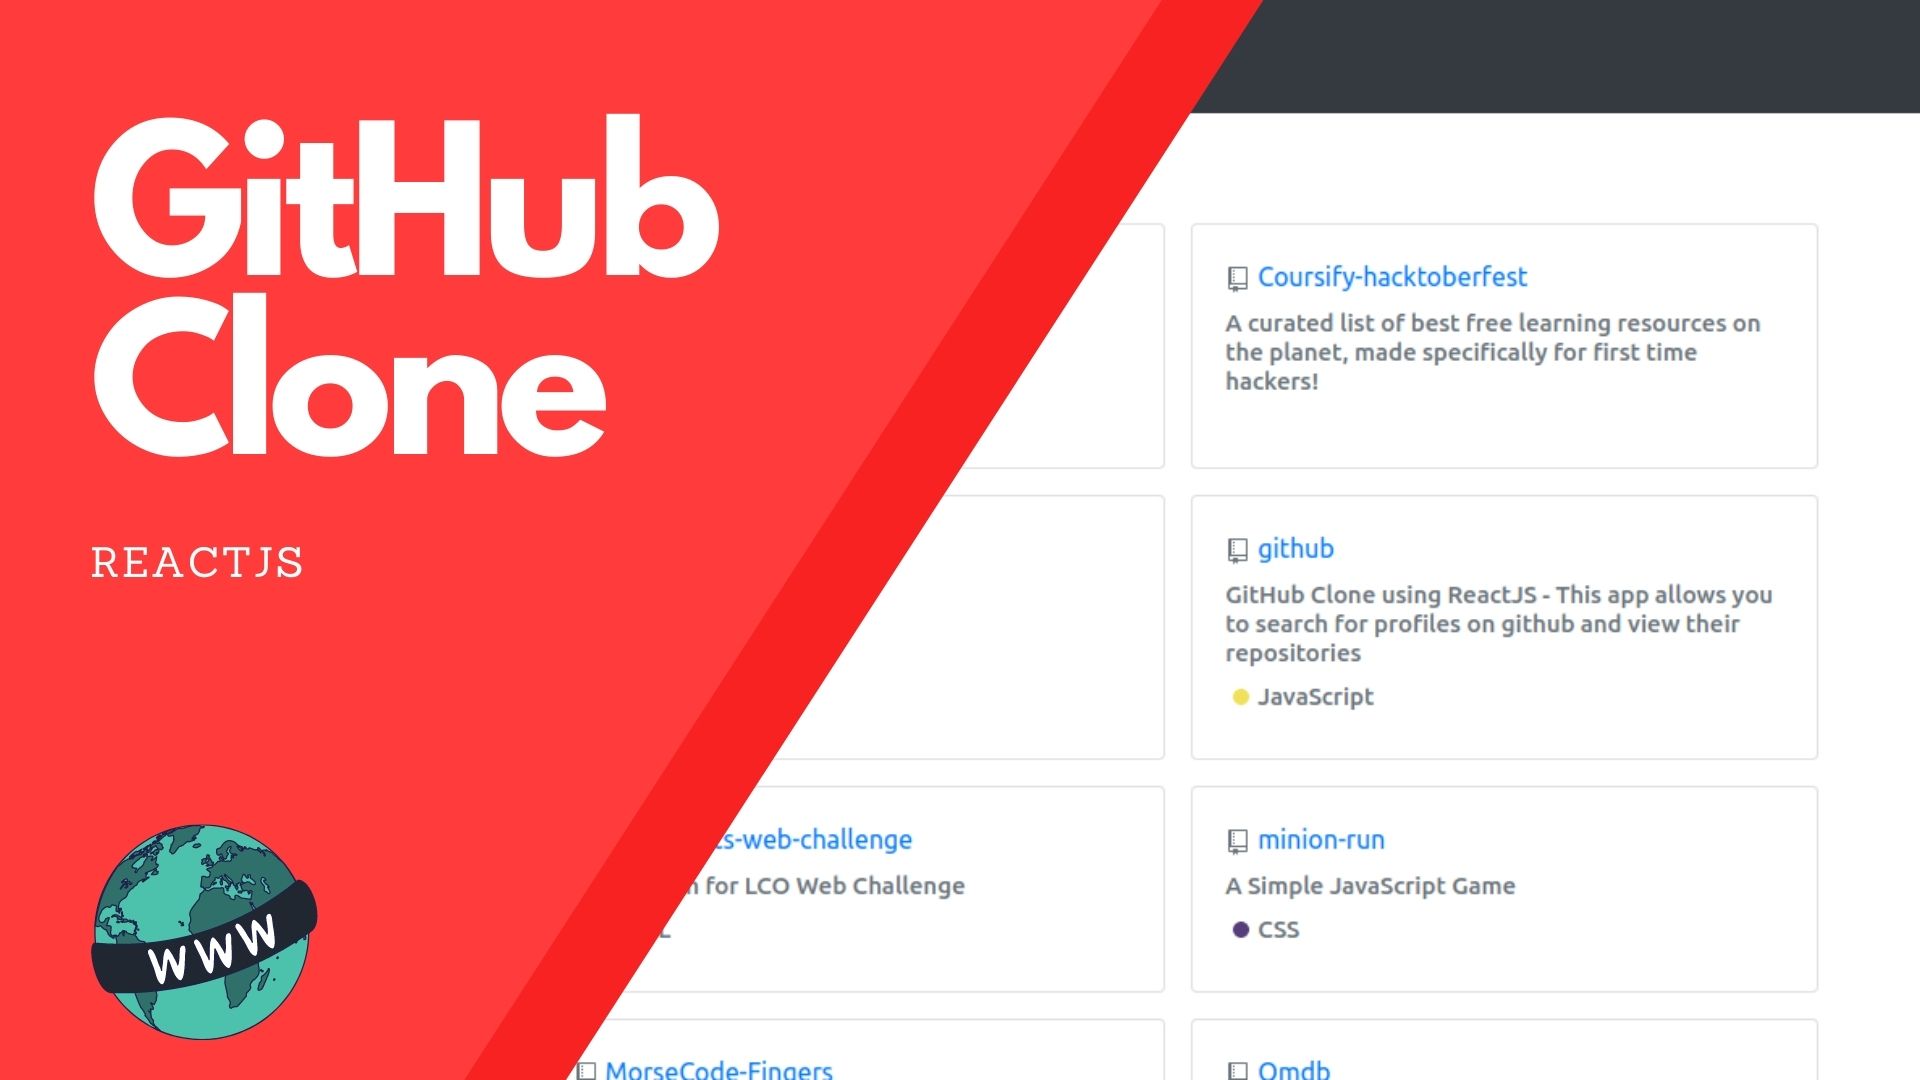 GitHub
Clone
REACTJS
WWW
Coursify-hacktoberfest
A curated list of best free learning resources on
the planet, made specifically for first time
hackers!
github
GitHub Clone using ReactJS - This app allows you
to search for profiles on github and view their
repositories
JavaScript
-web-challenge
for LCO Web Challenge
minion-run
A Simple JavaScript Game
CSS
MorseCode-Fingers
Omdb